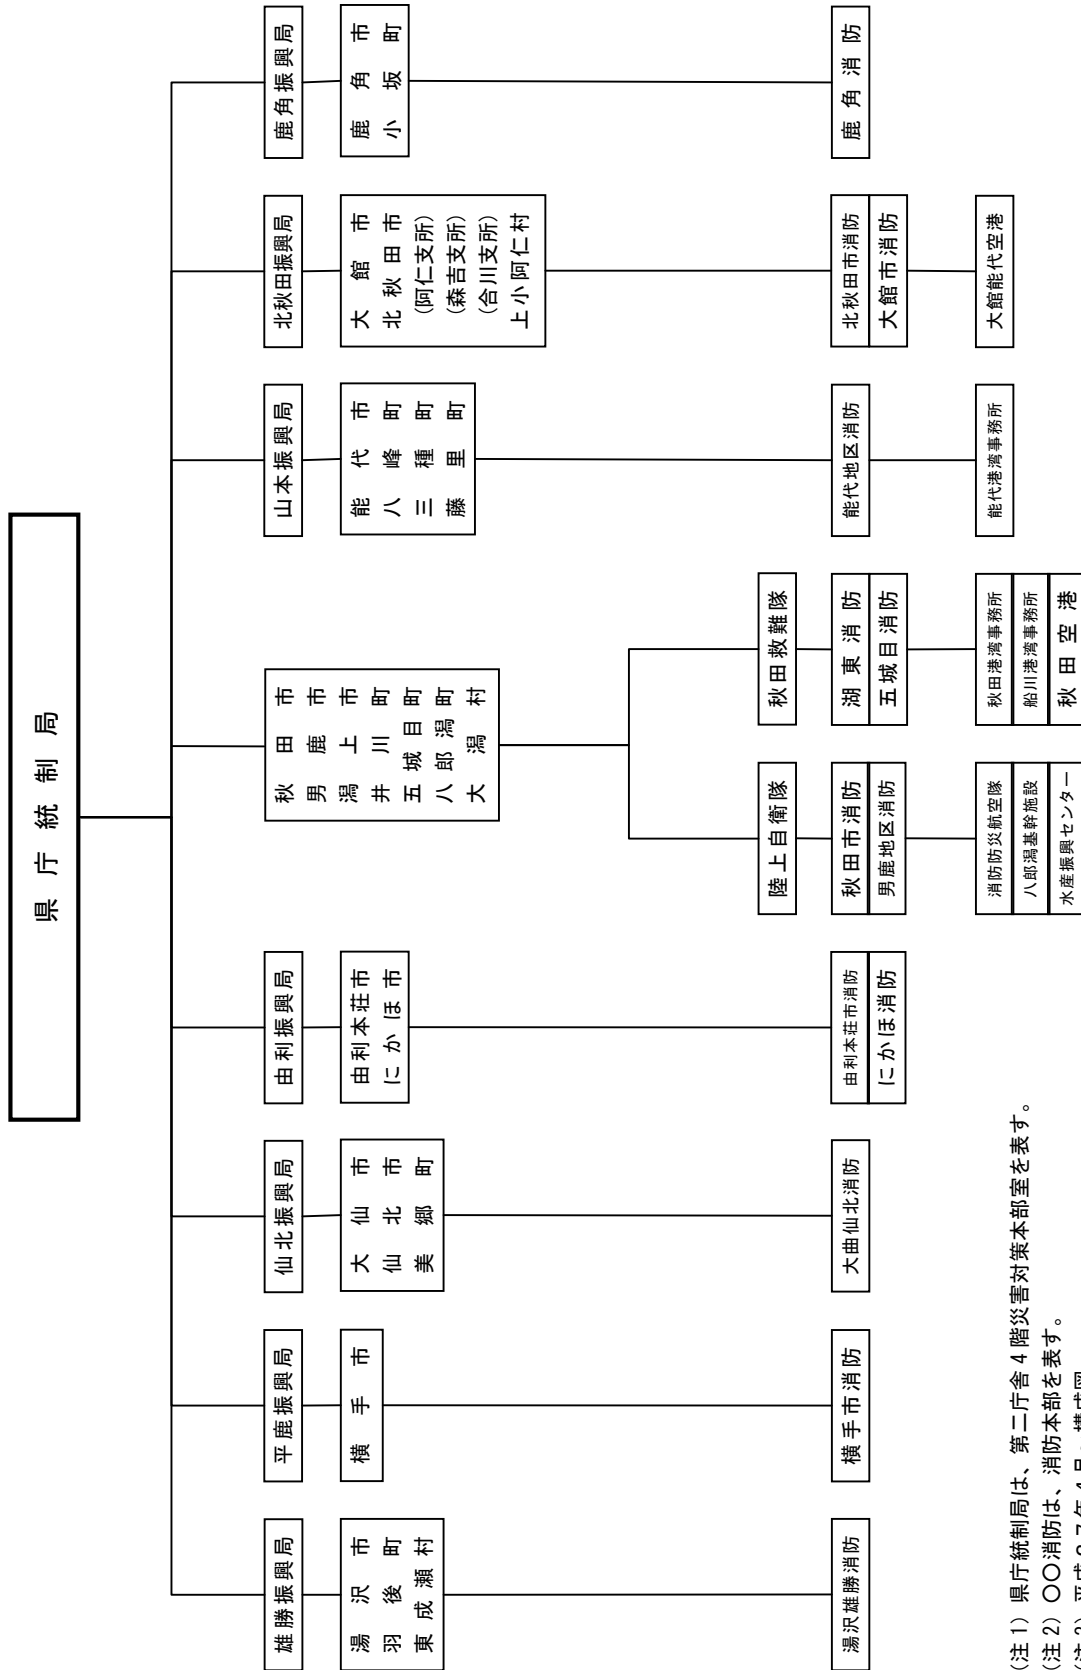 県庁統制局
雄勝振興局
湯沢市
羽後町
東成瀬村
湯沢雄勝消防
平鹿振興局
横手市
横手市消防
仙北振興局
大仙市
仙北市
美郷町
大曲仙北消防
由利振興局
由利本荘市
にかほ市
由利本荘市消防
にかほ消防
秋田市
男鹿市
潟上市
井川町
五城目町
八郎潟町
大潟村
陸上自衛隊
秋田市消防
男鹿地区消防
消防防災航空隊
八郎潟基幹施設
水産振興センター
秋田救難隊
湖東消防
五城目消防
秋田港湾事務所
船川港湾事務所
秋田空港
山本振興局
能代市
八峰町
三種町
藤里町
能代地区消防
能代港湾事務所
北秋田振興局
大館市
北秋田市
(阿仁支所)
(森吉支所)
(合川支所)
上小阿仁村
北秋田市消防
大館市消防
大館能代空港
鹿角振興局
鹿角市
小坂町
鹿角消防
(注1) 県庁統制局は、第二庁舎4階災害対策本部室を表す。
(注2) 〇〇消防は、消防本部を表す。